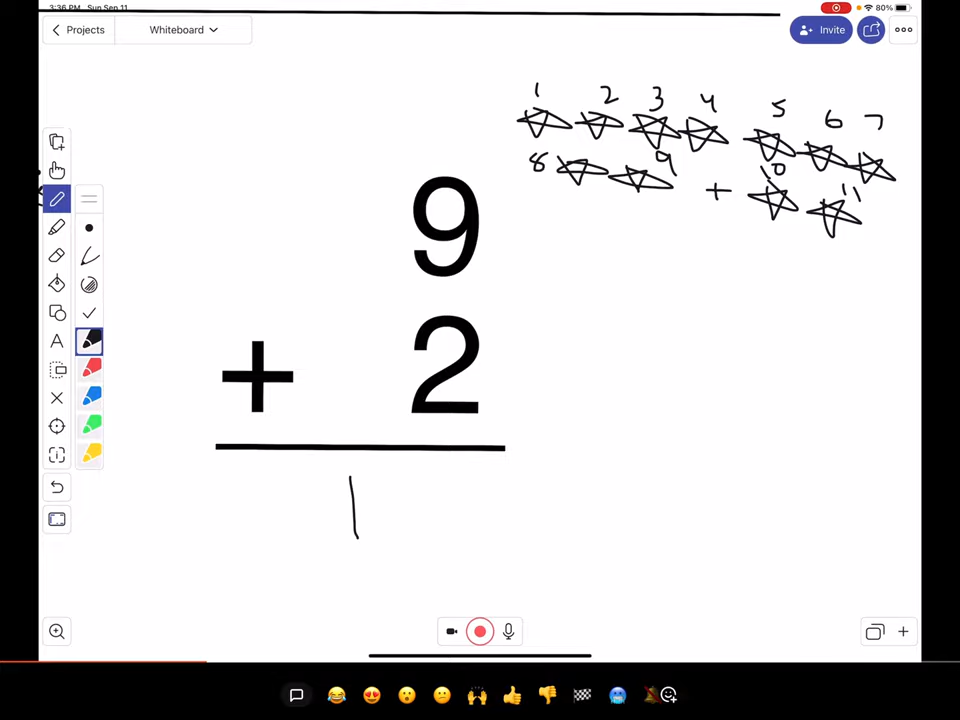 3:36 PM Sun Sep 11
80%
Projects
Whiteboard
Invite
1 2 3 4 5 6 7
8 9 + 10 11
9
+ 2
1
A